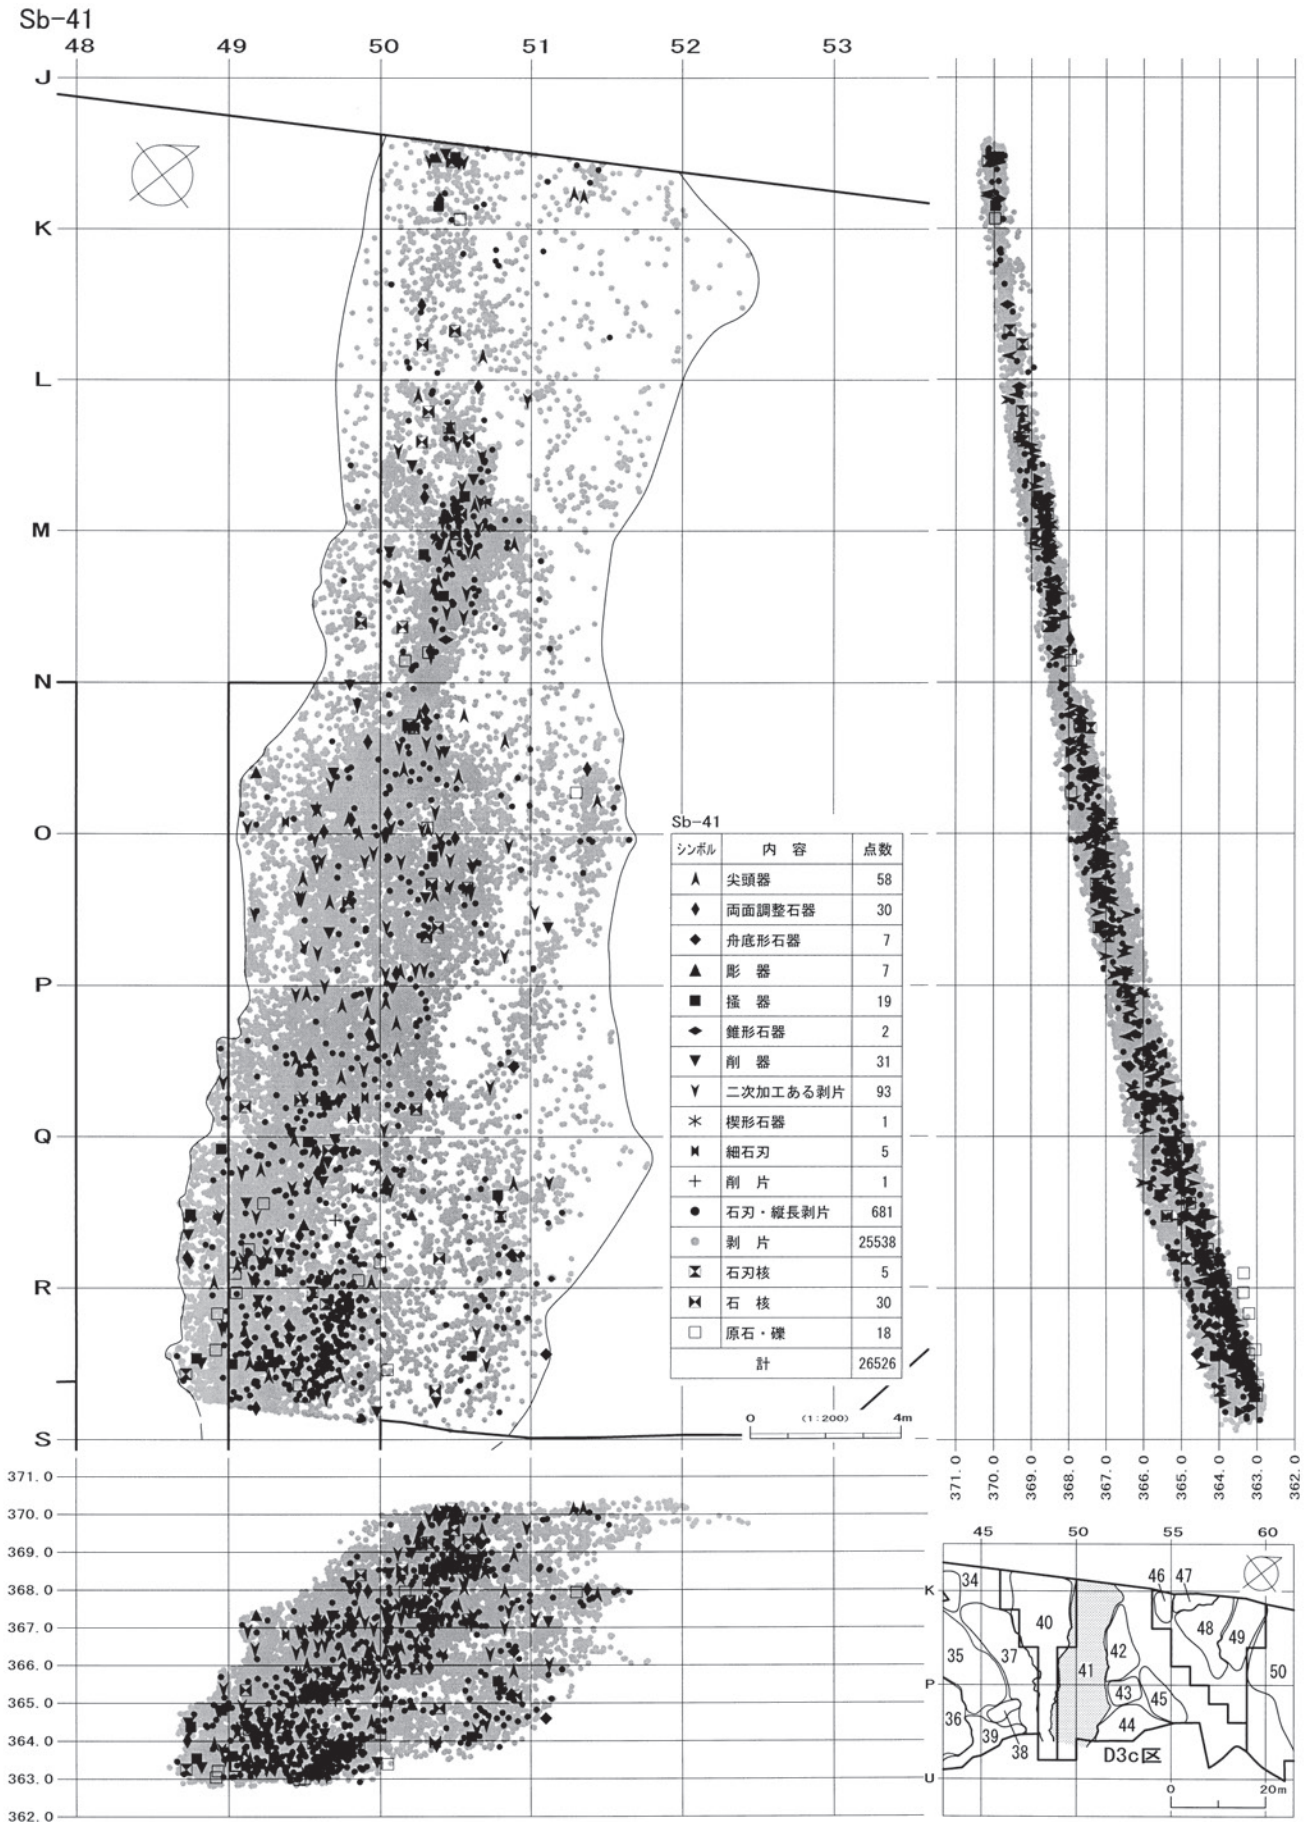 Sb-41
48 49 50 51 52 53
J
K
L
M
N
O
P
Q
R
S
Sb-41
シンボル 内 容 点数
尖頭器 58
両面調整石器 30
舟底形石器 7
彫 器 7
掻 器 19
錐形石器 2
削 器 31
二次加工ある剥片 93
楔形石器 1
細石刃 5
削 片 1
石刃・縦長剥片 681
剥 片 25538
石刃核 5
石 核 30
原石・礫 18
計 26526
0 (1:200) 4m
371.0 370.0 369.0 368.0 367.0 366.0 365.0 364.0 363.0 362.0
371.0
370.0
369.0
368.0
367.0
366.0
365.0
364.0
363.0
362.0
45 50 55 60
K
P
U
34
46 47
40
48
49
35
37
42
41
50
43
45
36
44
39
38
D3c区
0 20m